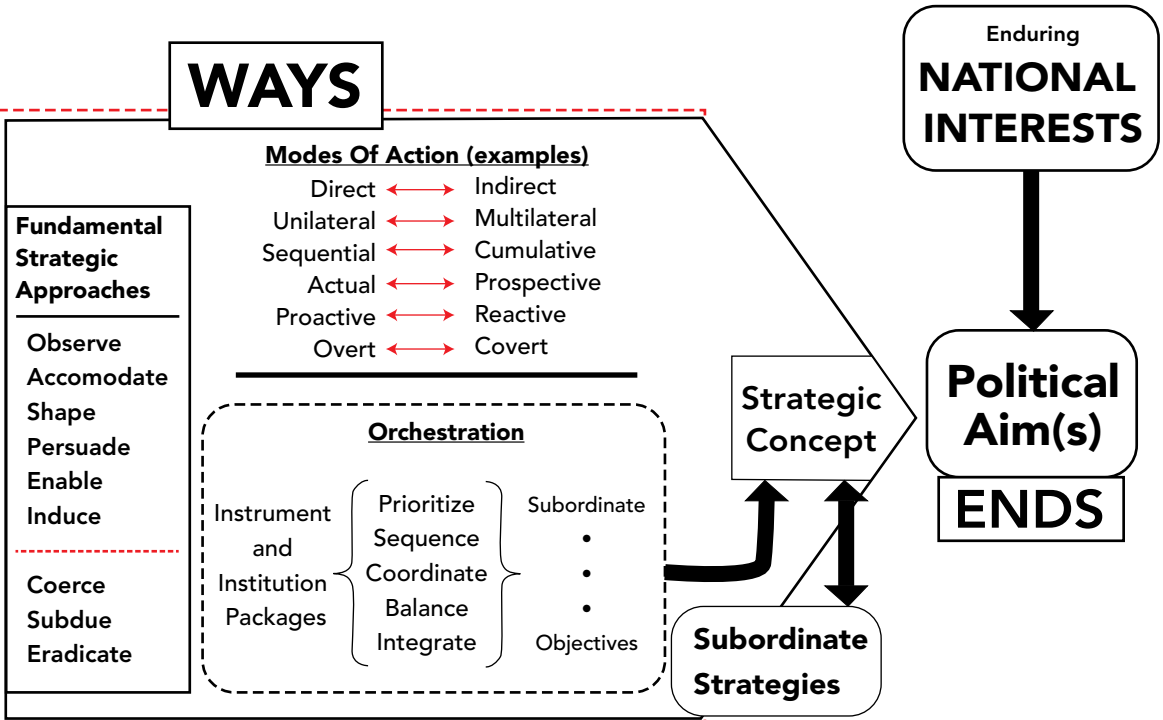 WAYS
Modes Of Action (examples)
Direct Indirect
Unilateral Multilateral
Sequential Cumulative
Actual Prospective
Proactive Reactive
Overt Covert
Fundamental
Strategic
Approaches
Observe
Accomodate
Shape
Persuade
Enable
Induce
Coerce
Subdue
Eradicate
Orchestration
Instrument
and
Institution
Packages
Prioritize
Sequence
Coordinate
Balance
Integrate
Subordinate
•
•
•
Objectives
Strategic
Concept
Subordinate
Strategies
Enduring
NATIONAL
INTERESTS
Political
Aim(s)
ENDS